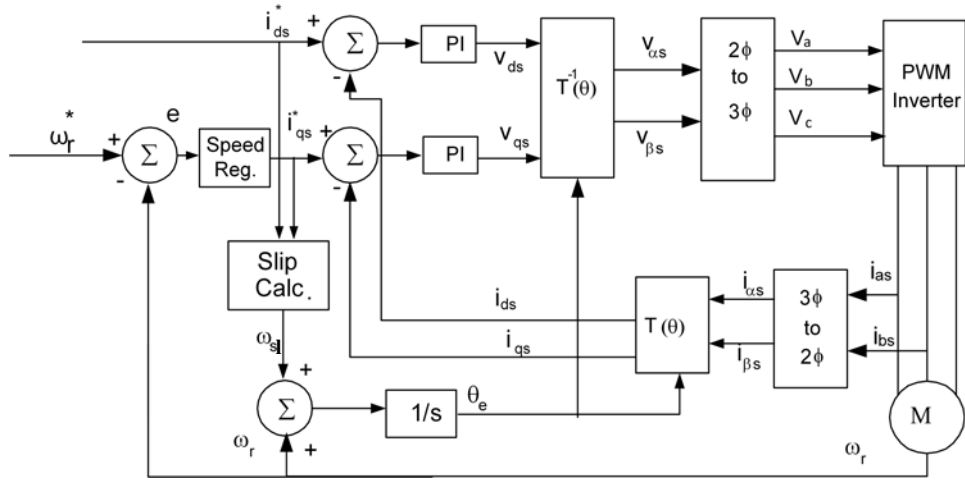 i*ds
+
Σ
-
PI
vds
T⁻¹(θ)
vαs
vβs
2ϕ
to
3ϕ
Va
Vb
Vc
PWM
Inverter
ω*r
+
-
Σ
e
Speed
Reg.
i*qs
+
Σ
-
PI
vqs
Slip
Calc.
ωsl
+
Σ
+
ωr
1/s
θe
ids
iqs
T(θ)
iαs
iβs
3ϕ
to
2ϕ
ias
ibs
M
ωr